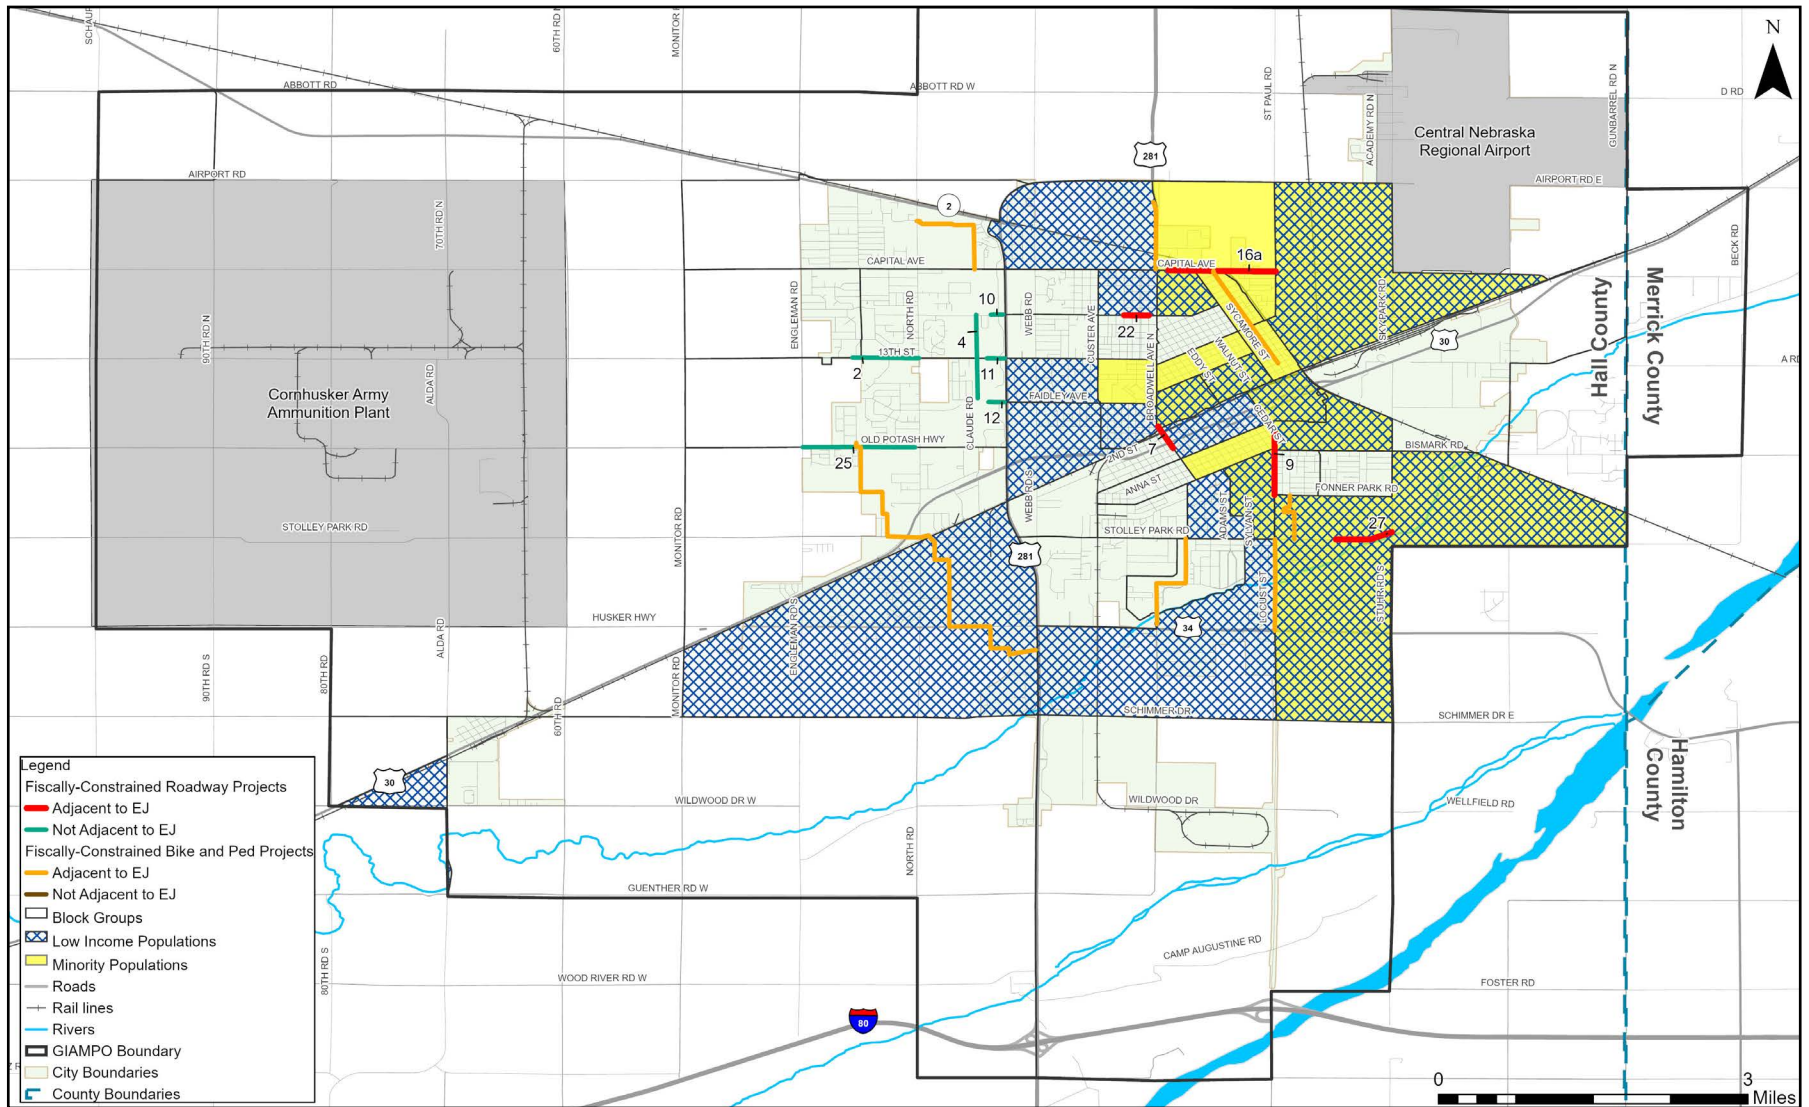 60TH RD N
N
ABBOTT RD
ABBOTT RD W
ST PAUL RD
ACADEMY RD N
GUNBARREL RD N
D RD
Central Nebraska
Regional Airport
281
AIRPORT RD
AIRPORT RD E
70TH RD N
2
BECK RD
CAPITAL AVE
CAPITAL AVE
16a
Hall County
Merrick County
ENGLEMAN RD
NORTH RD
10
WEBB RD
CUSTER AVE
22
BROADWELL AVE N
SYCAMORE ST
SKYPARK RD
30
90TH RD N
4
13TH ST
2
11
EDDY ST
WALNUT ST
ALDA RD
Cornhusker Army
Ammunition Plant
CLAUDE RD
12
FAIDLEY AVE
CEDAR ST
OLD POTASH HWY
25
7
2ND ST
9
BISMARK RD
ANNA ST
FONNER PARK RD
WEBB RD S
ADAMS ST
SYLVAN ST
27
STOLLEY PARK RD
STOLLEY PARK RD
MONITOR RD
281
LOCUST ST
STUHR RD S
ENGLEMAN RD S
HUSKER HWY
34
ALDA RD
90TH RD S
80TH RD
MONITOR RD
60TH RD
SCHIMMER DR
SCHIMMER DR E
Hamilton
County
30
WILDWOOD DR W
WILDWOOD DR
WELLFIELD RD
NORTH RD
GUENTHER RD W
CAMP AUGUSTINE RD
80TH RD S
WOOD RIVER RD W
FOSTER RD
80
Legend
Fiscally-Constrained Roadway Projects
Adjacent to EJ
Not Adjacent to EJ
Fiscally-Constrained Bike and Ped Projects
Adjacent to EJ
Not Adjacent to EJ
Block Groups
Low Income Populations
Minority Populations
Roads
Rail lines
Rivers
GIAMPO Boundary
City Boundaries
County Boundaries
0
3
Miles